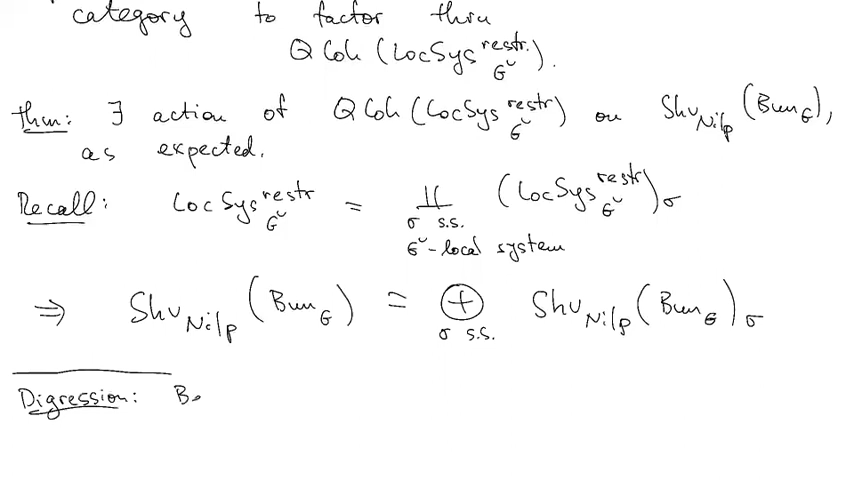 category to factor thru
QCoh(LocSys^{restr.}_{G^∨}).
thm: ∃ action of QCoh(LocSys^{restr}_{G^∨}) on Shv_{Nilp}(Bun_G),
as expected.
Recall: LocSys^{restr}_{G^∨} = ∐_{σ s.s. G^∨-local system} (LocSys^{restr}_{G^∨})_σ
⇒ Shv_{Nilp}(Bun_G) = ⊕_{σ s.s.} Shv_{Nilp}(Bun_G)_σ
Digression: Be